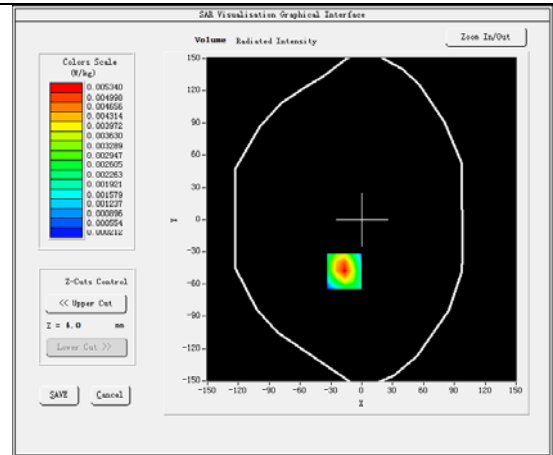 SAR Visualisation Graphical Interface
Volume Radiated Intensity
Zoom In/Out
Colors Scale
(W/kg)
0.005340
0.004998
0.004656
0.004314
0.003972
0.003630
0.003289
0.002947
0.002605
0.002263
0.001921
0.001579
0.001237
0.000896
0.000554
0.000212
Z-Cuts Control
<< Upper Cut
Z = 4.0 mm
Lower Cut >>
SAVE
Cancel
150
120
90
60
30
0
-30
-60
-90
-120
-150
Y
-150 -120 -90 -60 -30 0 30 60 90 120 150
X